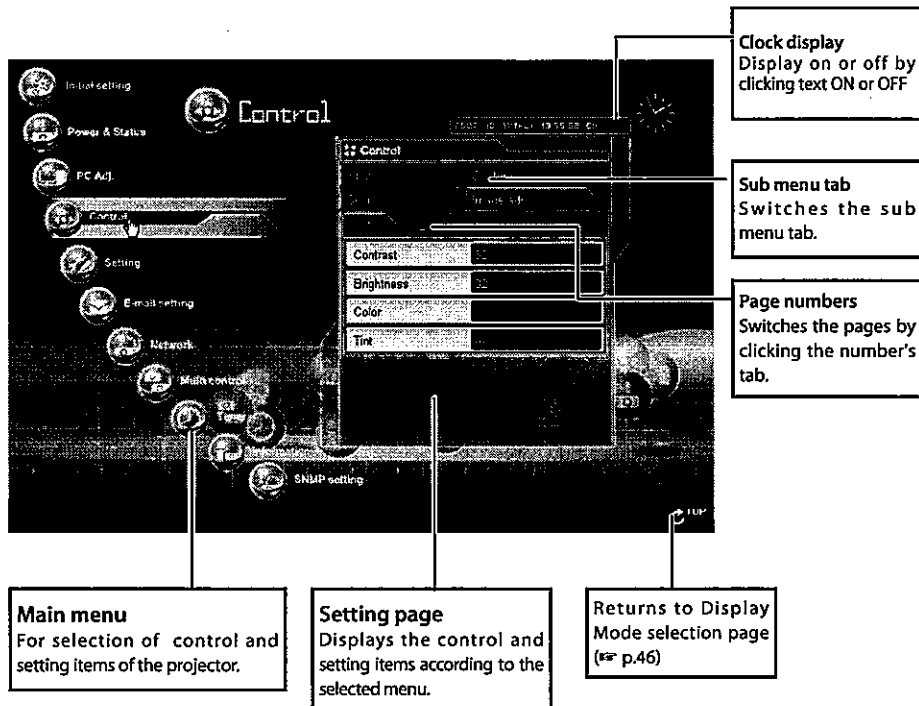 Clock display
Display on or off by
clicking text ON or OFF
Initial setting
Control
Power & Status
Control
PC Adj.
Sub menu tab
Switches the sub
menu tab.
Control
Contrast
Setting
Brightness
Page numbers
Switches the pages by
clicking the number's
tab.
E-mail setting
Color
Network
Tint
Main control
Timer
Information
SNMP setting
TOP
Main menu
For selection of control and
setting items of the projector.
Setting page
Displays the control and
setting items according to the
selected menu.
Returns to Display
Mode selection page
(☞ p.46)